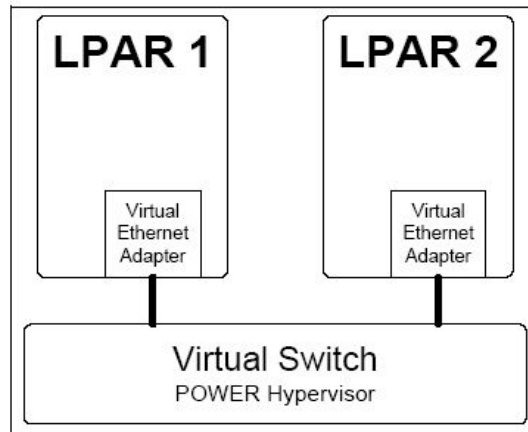 LPAR 1
LPAR 2
Virtual
Ethernet
Adapter
Virtual
Ethernet
Adapter
Virtual Switch
POWER Hypervisor